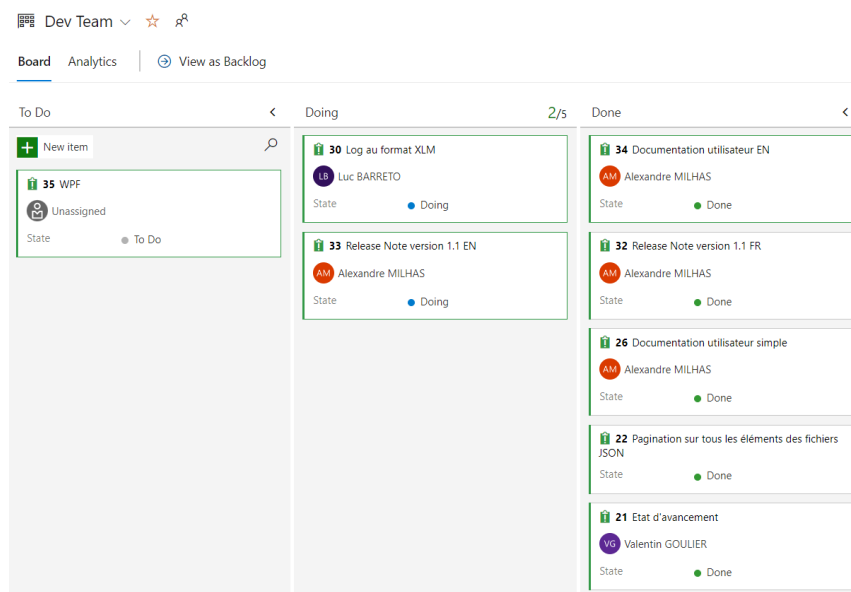 Dev Team
Board Analytics View as Backlog
To Do
New item
35 WPF
Unassigned
State To Do
Doing 2/5
30 Log au format XLM
LB Luc BARRETO
State Doing
33 Release Note version 1.1 EN
AM Alexandre MILHAS
State Doing
Done
34 Documentation utilisateur EN
AM Alexandre MILHAS
State Done
32 Release Note version 1.1 FR
AM Alexandre MILHAS
State Done
26 Documentation utilisateur simple
AM Alexandre MILHAS
State Done
22 Pagination sur tous les éléments des fichiers
JSON
State Done
21 Etat d'avancement
VG Valentin GOULIER
State Done